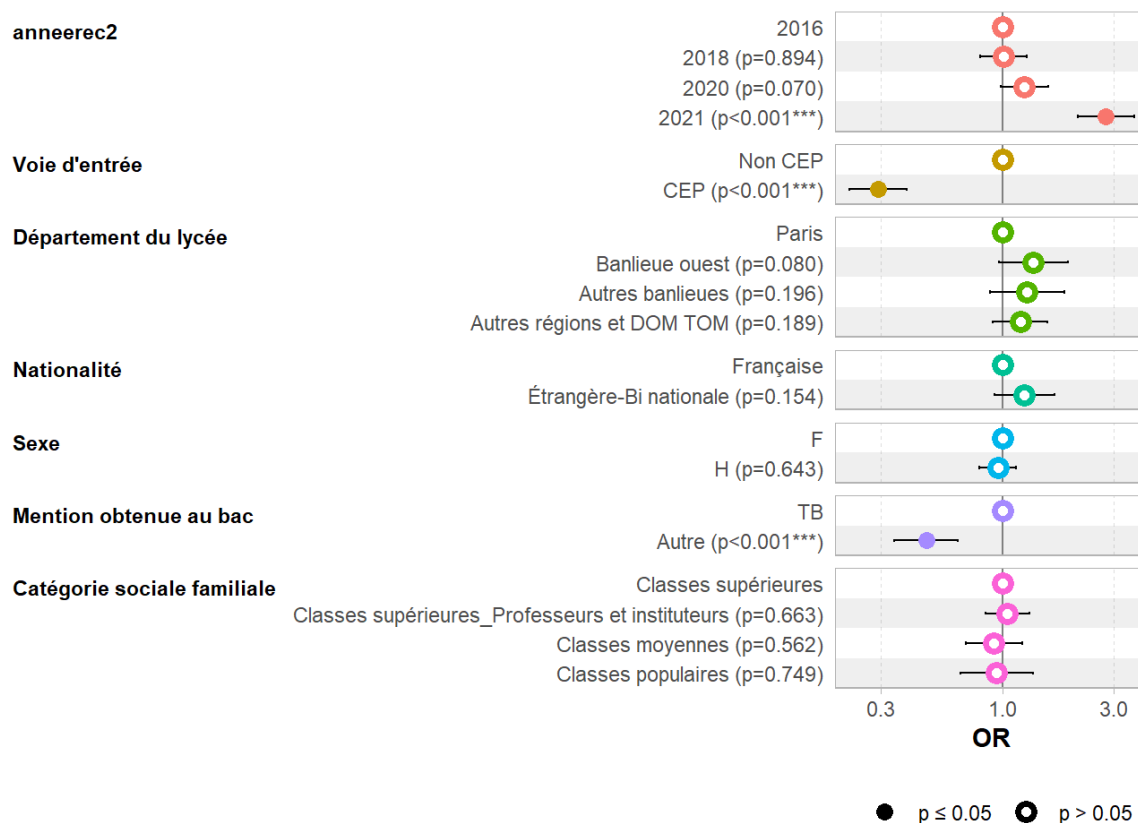 anneerec2
2016
2018 (p=0.894)
2020 (p=0.070)
2021 (p<0.001***)
Voie d'entrée
Non CEP
CEP (p<0.001***)
Département du lycée
Paris
Banlieue ouest (p=0.080)
Autres banlieues (p=0.196)
Autres régions et DOM TOM (p=0.189)
Nationalité
Française
Étrangère-Bi nationale (p=0.154)
Sexe
F
H (p=0.643)
Mention obtenue au bac
TB
Autre (p<0.001***)
Catégorie sociale familiale
Classes supérieures
Classes supérieures_Professeurs et instituteurs (p=0.663)
Classes moyennes (p=0.562)
Classes populaires (p=0.749)
0.3 1.0 3.0
OR
p ≤ 0.05 p > 0.05